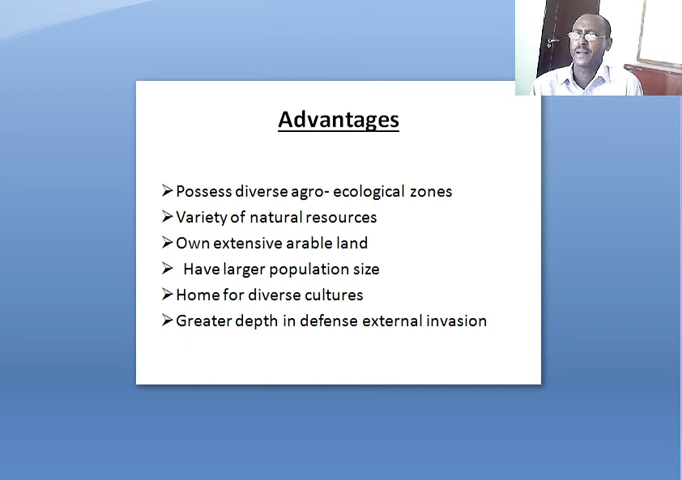 Advantages
➢Possess diverse agro- ecological zones
➢Variety of natural resources
➢Own extensive arable land
➢ Have larger population size
➢Home for diverse cultures
➢Greater depth in defense external invasion